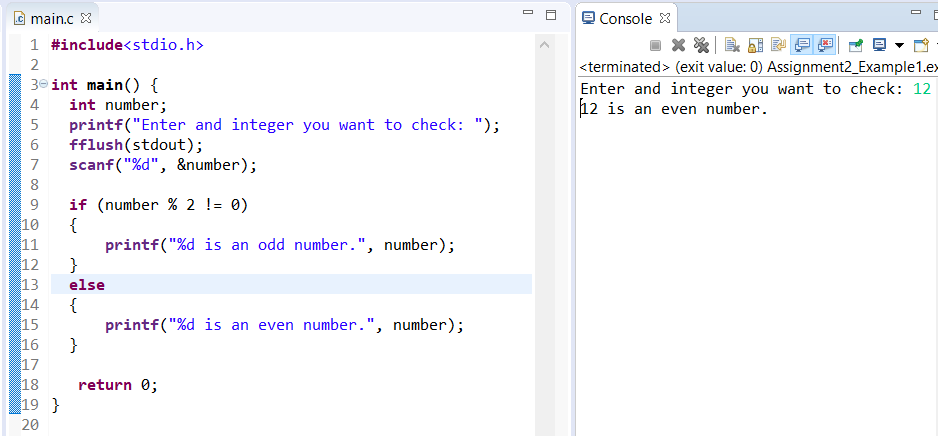 main.c
1 #include<stdio.h>
2
3 int main() {
4   int number;
5   printf("Enter and integer you want to check: ");
6   fflush(stdout);
7   scanf("%d", &number);
8
9   if (number % 2 != 0)
10   {
11       printf("%d is an odd number.", number);
12   }
13   else
14   {
15       printf("%d is an even number.", number);
16   }
17
18    return 0;
19 }
20
Console
<terminated> (exit value: 0) Assignment2_Example1.ex
Enter and integer you want to check: 12
12 is an even number.